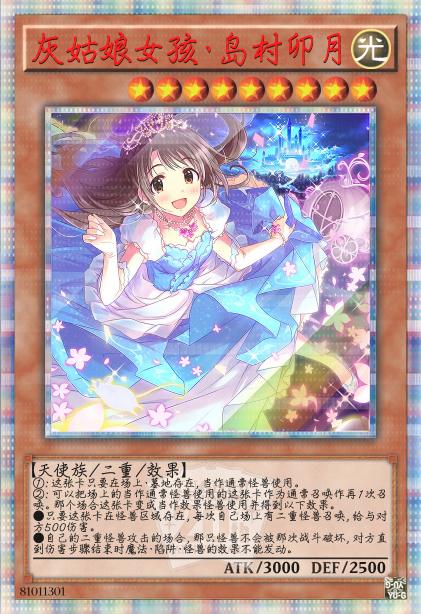 灰姑娘女孩·岛村卯月
光
【天使族/二重/效果】
①:这张卡只要在场上·墓地存在,当作通常怪兽使用。
②:可以把场上的当作通常怪兽使用的这张卡作为通常召唤作再1次召
唤。那个场合这张卡变成当作效果怪兽使用并得到以下效果。
●只要这张卡在怪兽区域存在,每次自己场上有二重怪兽召唤,给与对
方500伤害。
●自己的二重怪兽攻击的场合,那只怪兽不会被那次战斗破坏,对方直
到伤害步骤结束时魔法·陷阱·怪兽的效果不能发动。
ATK/3000 DEF/2500
81011301